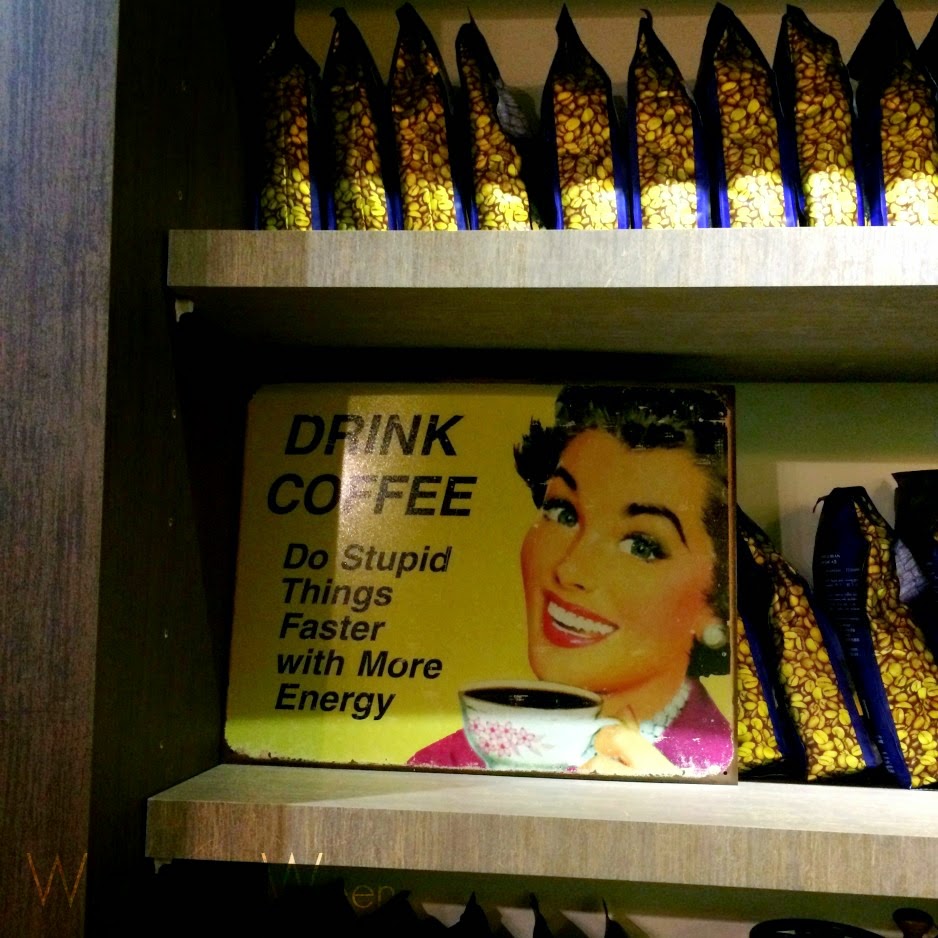 DRINK
COFFEE
Do Stupid
Things
Faster
with More
Energy